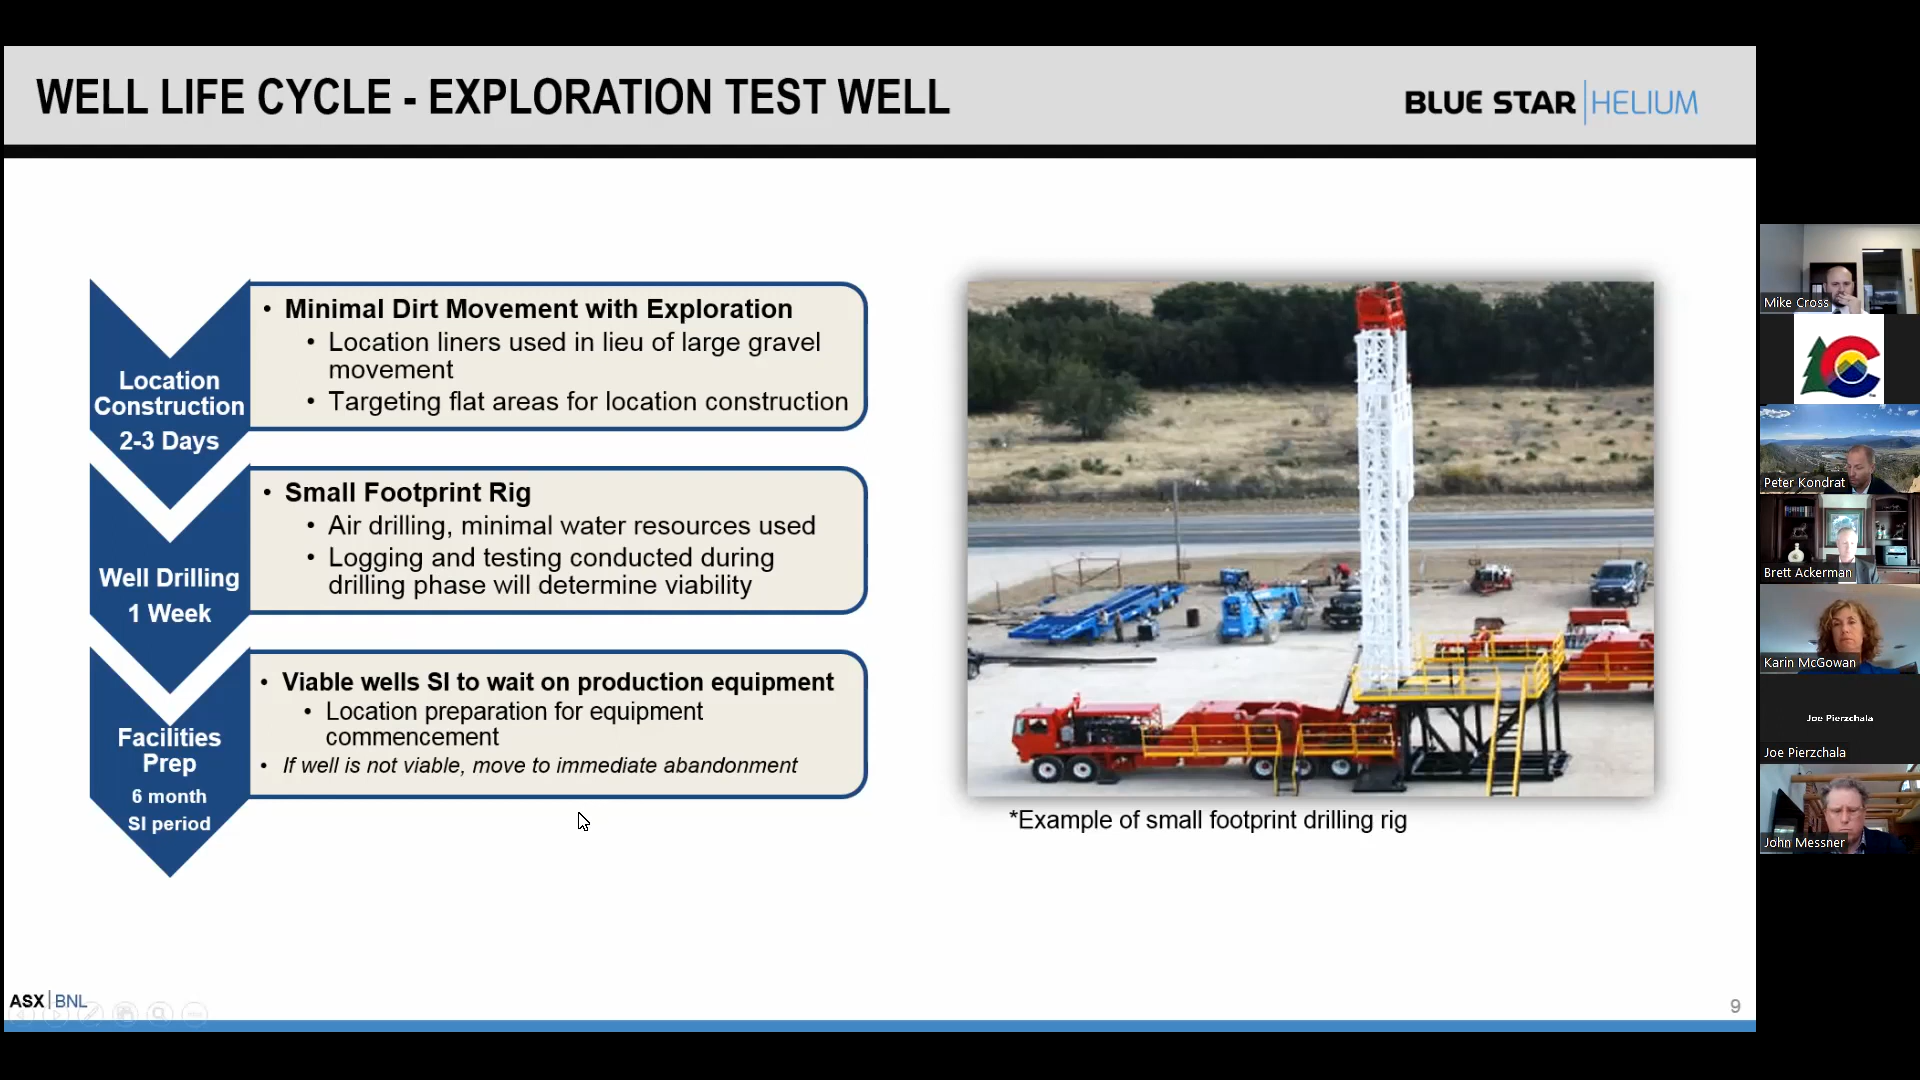 WELL LIFE CYCLE - EXPLORATION TEST WELL
BLUE STAR HELIUM
Location
Construction
2-3 Days
• Minimal Dirt Movement with Exploration
• Location liners used in lieu of large gravel
movement
• Targeting flat areas for location construction
Well Drilling
1 Week
• Small Footprint Rig
• Air drilling, minimal water resources used
• Logging and testing conducted during
drilling phase will determine viability
Facilities
Prep
6 month
SI period
• Viable wells SI to wait on production equipment
• Location preparation for equipment
commencement
• If well is not viable, move to immediate abandonment
*Example of small footprint drilling rig
ASX BNL
9
Mike Cross
Peter Kondrat
Brett Ackerman
Karin McGowan
Joe Pierzchala
Joe Pierzchala
John Messner